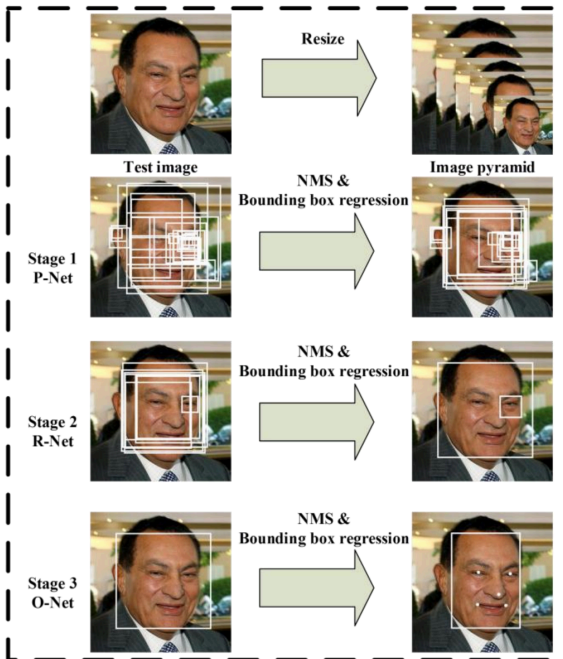 Resize
Test image
Image pyramid
NMS &
Bounding box regression
Stage 1
P-Net
NMS &
Bounding box regression
Stage 2
R-Net
NMS &
Bounding box regression
Stage 3
O-Net